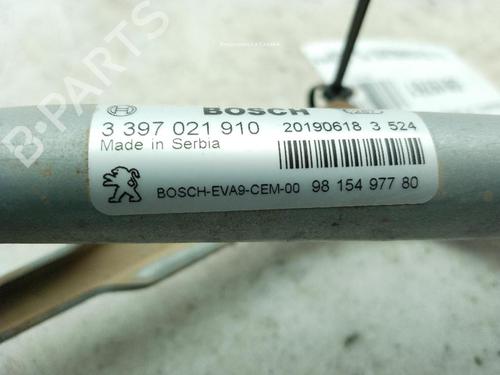 B-Parts
BOSCH
3 397 021 910
20190618 3 524
Made in Serbia
BOSCH-EVA9-CEM-00
98 154 977 80